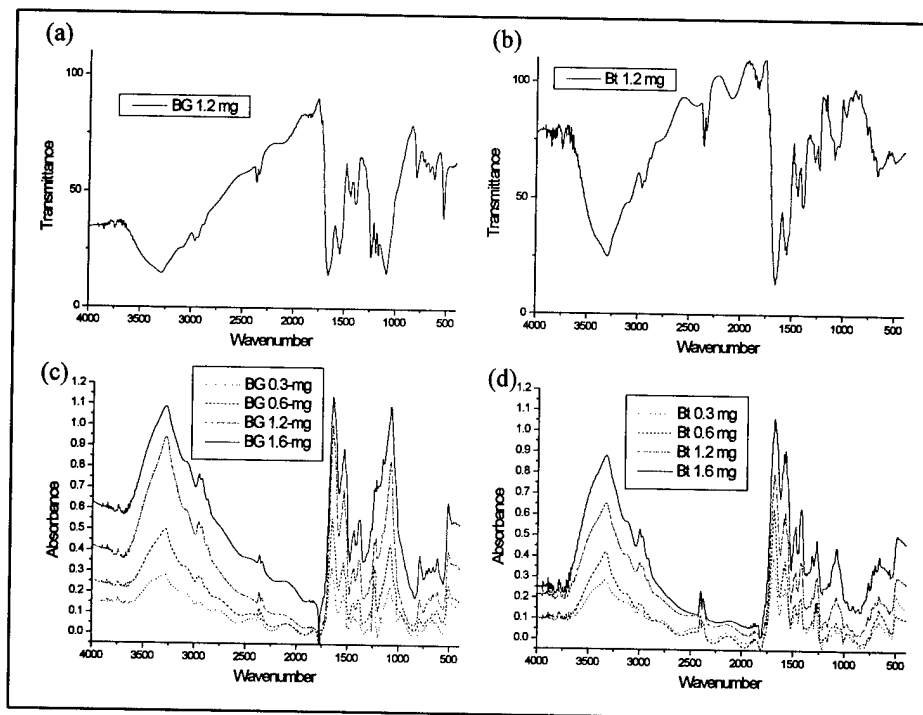 (a)
BG 1.2 mg
100
50
0
Transmittance
4000 3500 3000 2500 2000 1500 1000 500
Wavenumber
(b)
Bt 1.2 mg
100
50
0
Transmittance
4000 3500 3000 2500 2000 1500 1000 500
Wavenumber
(c)
BG 0.3-mg
BG 0.6-mg
BG 1.2-mg
BG 1.6-mg
1.2
1.1
1.0
0.9
0.8
0.7
0.6
0.5
0.4
0.3
0.2
0.1
0.0
Absorbance
4000 3500 3000 2500 2000 1500 1000 500
Wavenumber
(d)
Bt 0.3 mg
Bt 0.6 mg
Bt 1.2 mg
Bt 1.6 mg
1.2
1.1
1.0
0.9
0.8
0.7
0.6
0.5
0.4
0.3
0.2
0.1
0.0
Absorbance
4000 3500 3000 2500 2000 1500 1000 500
Wavenumber